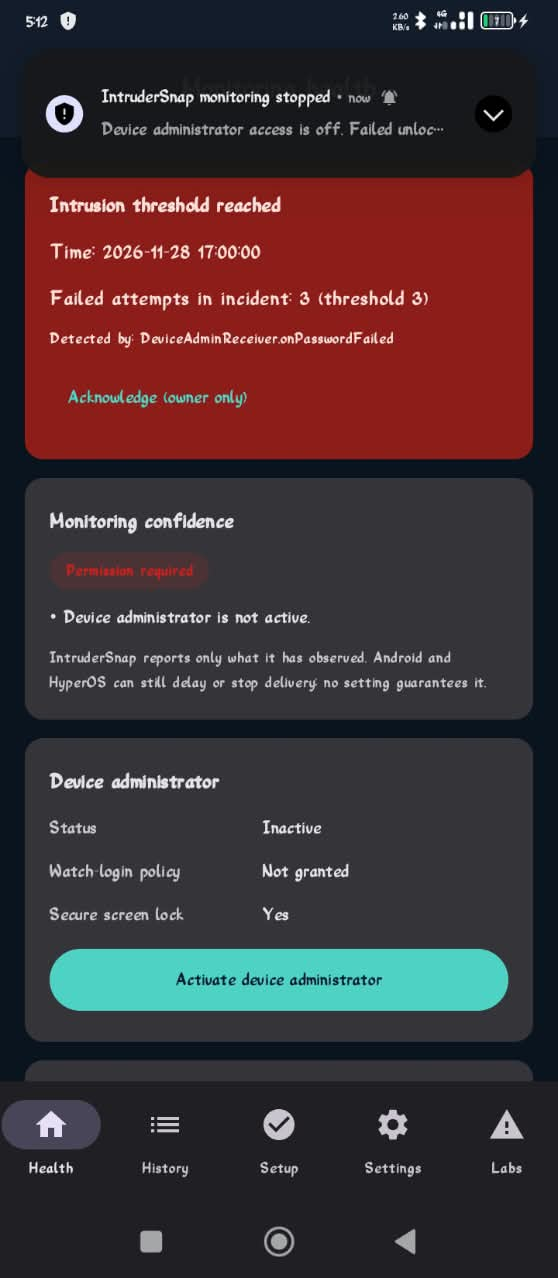 5:12
2.60
KB/s
4G
7
Monitoring health
IntruderSnap monitoring stopped • now
Device administrator access is off. Failed unloc...
Intrusion threshold reached
Time: 2026-11-28 17:00:00
Failed attempts in incident: 3 (threshold 3)
Detected by: DeviceAdminReceiver.onPasswordFailed
Acknowledge (owner only)
Monitoring confidence
Permission required
• Device administrator is not active.
IntruderSnap reports only what it has observed. Android and
HyperOS can still delay or stop delivery; no setting guarantees it.
Device administrator
Status Inactive
Watch-login policy Not granted
Secure screen lock Yes
Activate device administrator
Health History Setup Settings Labs